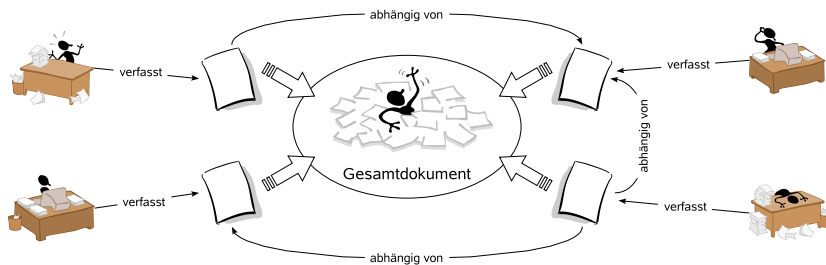 abhängig von
verfasst
verfasst
abhängig von
Gesamtdokument
verfasst
verfasst
abhängig von